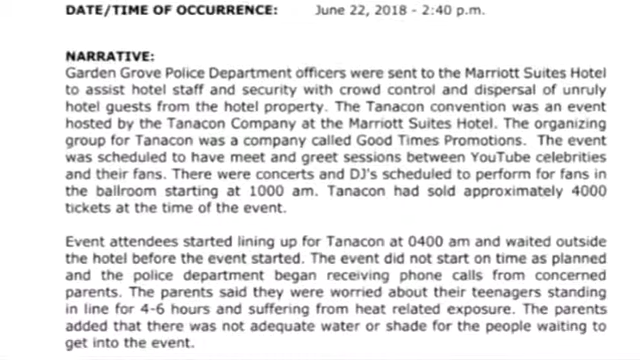 DATE/TIME OF OCCURRENCE: June 22, 2018 - 2:40 p.m.
NARRATIVE:
Garden Grove Police Department officers were sent to the Marriott Suites Hotel
to assist hotel staff and security with crowd control and dispersal of unruly
hotel guests from the hotel property. The Tanacon convention was an event
hosted by the Tanacon Company at the Marriott Suites Hotel. The organizing
group for Tanacon was a company called Good Times Promotions. The event
was scheduled to have meet and greet sessions between YouTube celebrities
and their fans. There were concerts and DJ's scheduled to perform for fans in
the ballroom starting at 1000 am. Tanacon had sold approximately 4000
tickets at the time of the event.
Event attendees started lining up for Tanacon at 0400 am and waited outside
the hotel before the event started. The event did not start on time as planned
and the police department began receiving phone calls from concerned
parents. The parents said they were worried about their teenagers standing
in line for 4-6 hours and suffering from heat related exposure. The parents
added that there was not adequate water or shade for the people waiting to
get into the event.